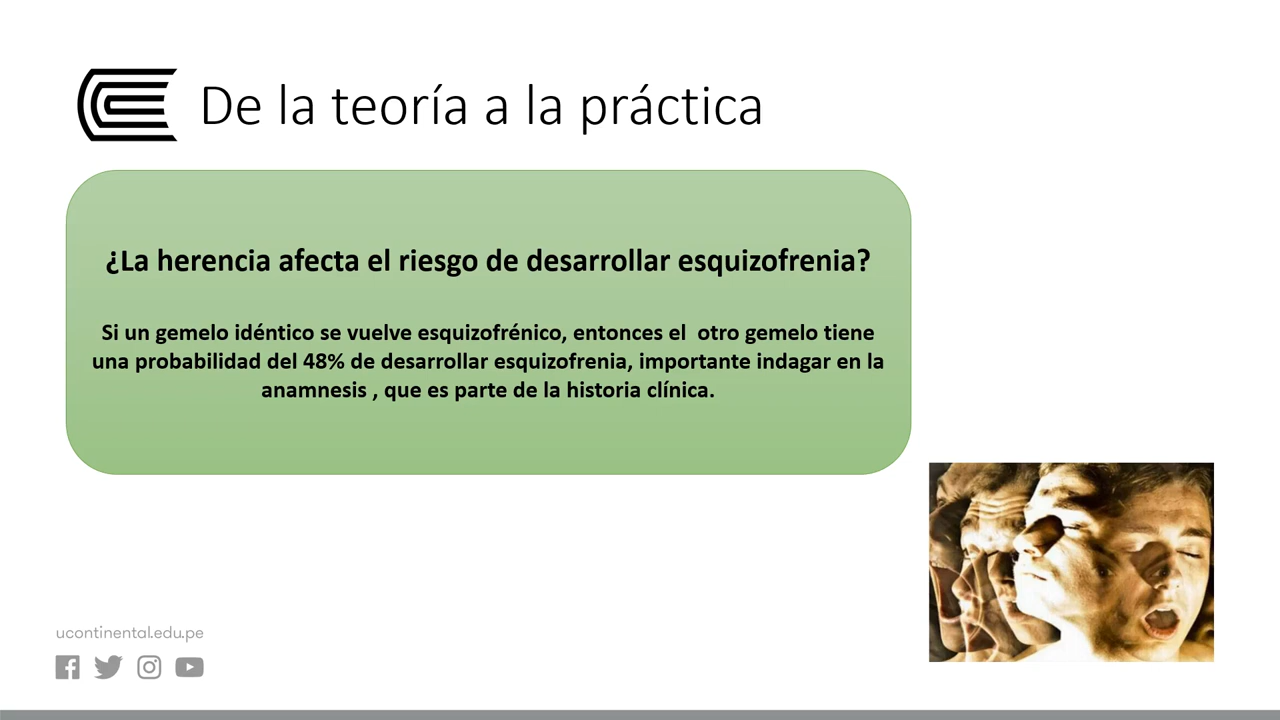 De la teoría a la práctica
¿La herencia afecta el riesgo de desarrollar esquizofrenia?
Si un gemelo idéntico se vuelve esquizofrénico, entonces el  otro gemelo tiene
una probabilidad del 48% de desarrollar esquizofrenia, importante indagar en la
anamnesis , que es parte de la historia clínica.
ucontinental.edu.pe